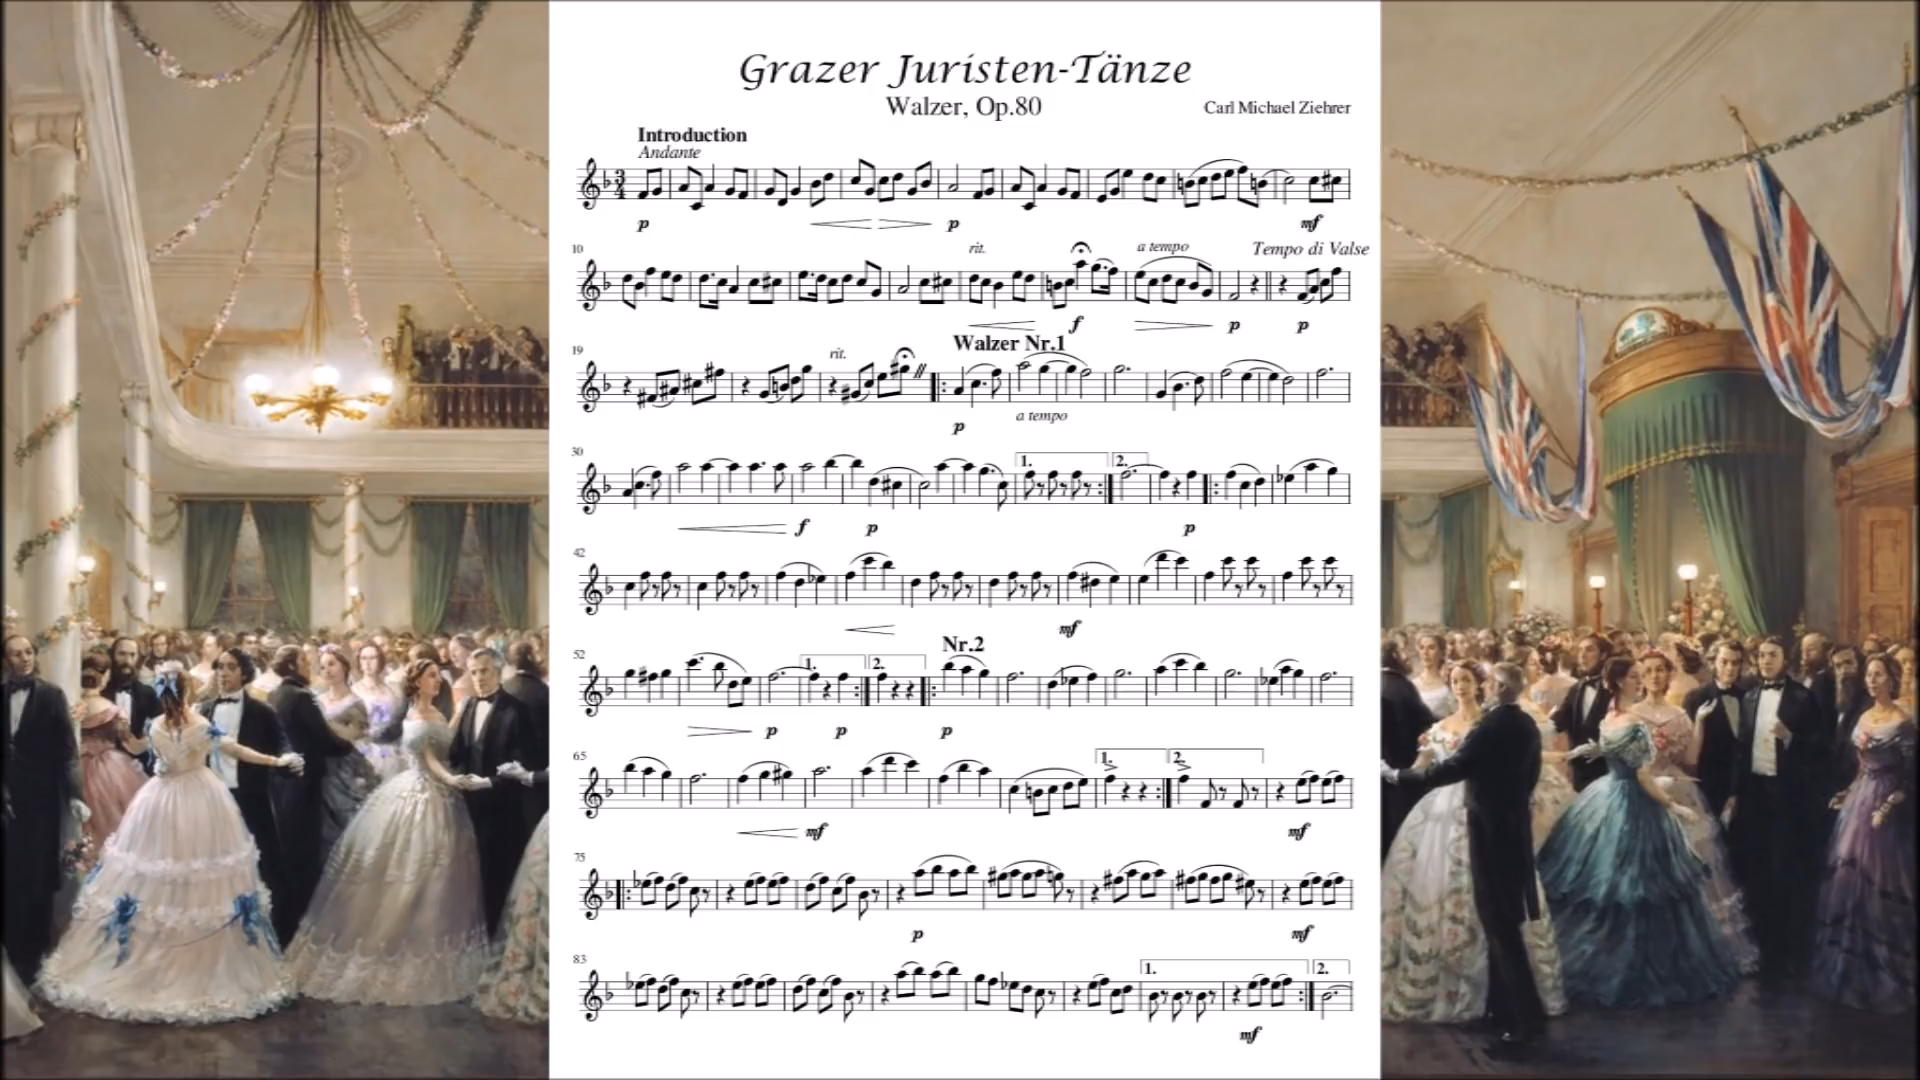 Grazer Juristen-Tänze
Walzer, Op.80
Carl Michael Ziehrer
Introduction
Andante
3
4
p
p
mf
10
rit.
a tempo
Tempo di Valse
f
p
p
19
rit.
Walzer Nr.1
p
a tempo
30
1.
2.
f
p
p
42
mf
52
1.
2.
Nr.2
p
p
p
65
1.
2.
mf
mf
75
p
mf
83
1.
2.
mf